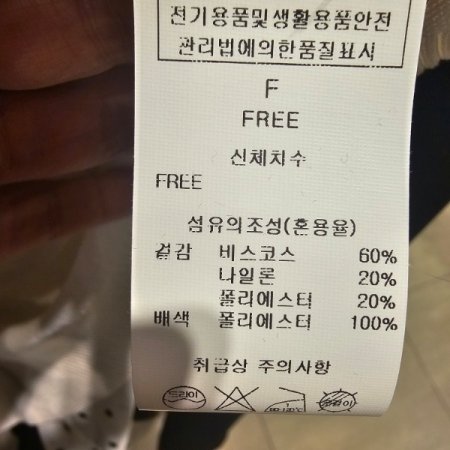 전기용품및생활용품안전
관리법에의한품질표시
F
FREE
신체치수
FREE
섬유의조성(혼용율)
겉감 비스코스 60%
나일론 20%
폴리에스터 20%
배색 폴리에스터 100%
취급상 주의사항
드라이